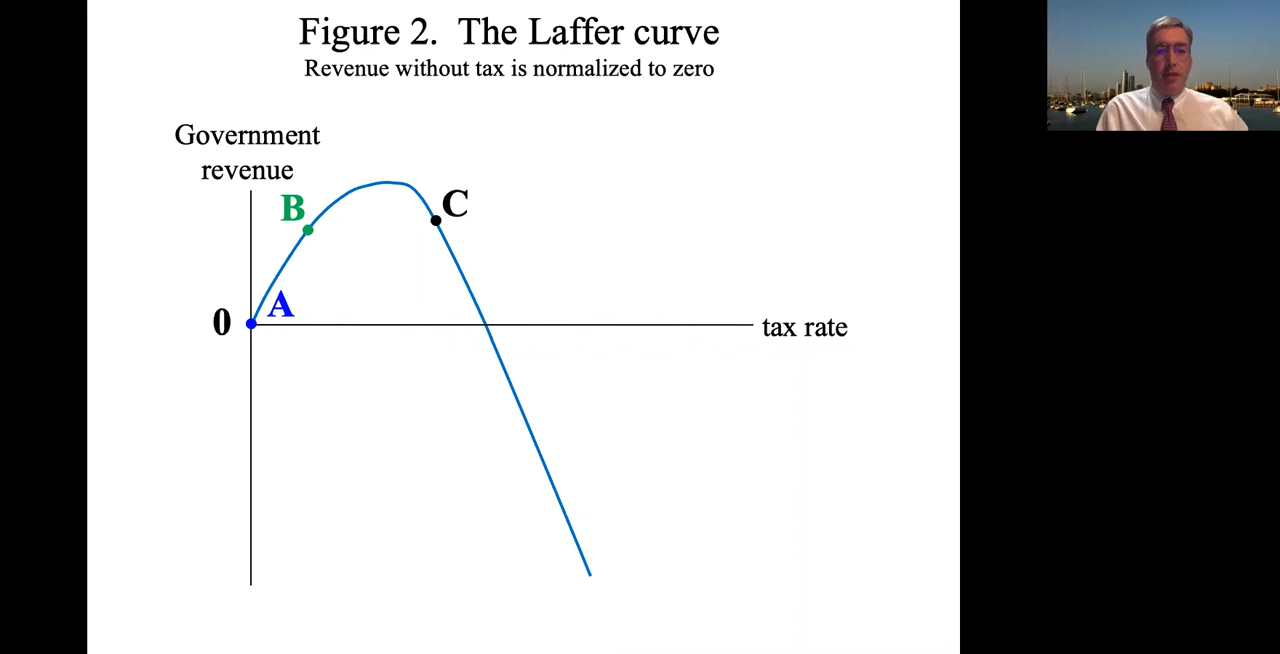 Figure 2. The Laffer curve
Revenue without tax is normalized to zero
Government
revenue
B
C
A
0
tax rate